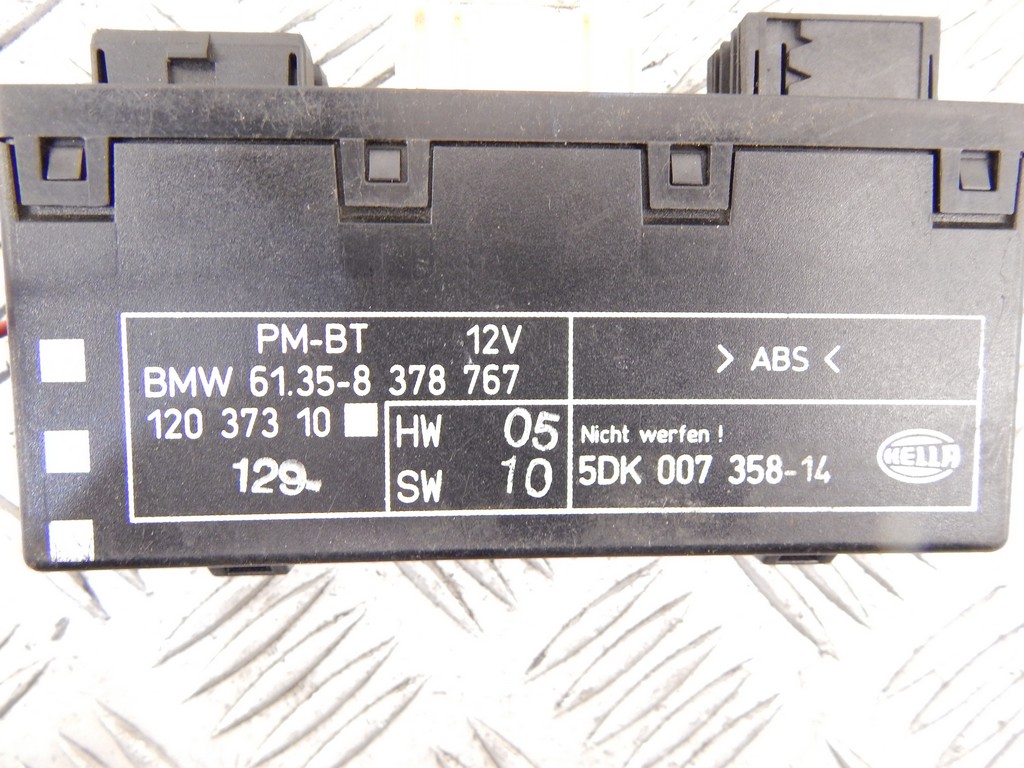 PM-BT 12V
BMW 61.35-8 378 767
120 373 10
129-
HW 05
SW 10
> ABS <
Nicht werfen !
5DK 007 358-14
HELLA